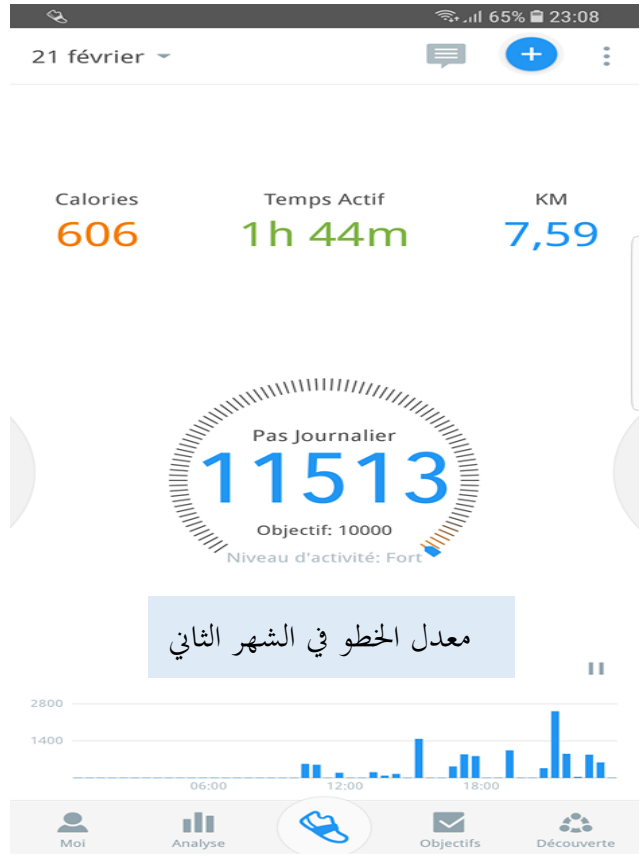 65% 23:08
21 février
Calories Temps Actif KM
606 1h 44m 7,59
Pas Journalier
11513
Objectif: 10000
Niveau d'activité: Fort
معدل الخطو في الشهر الثاني
2800
1400
06:00 12:00 18:00
Moi Analyse Objectifs Découverte